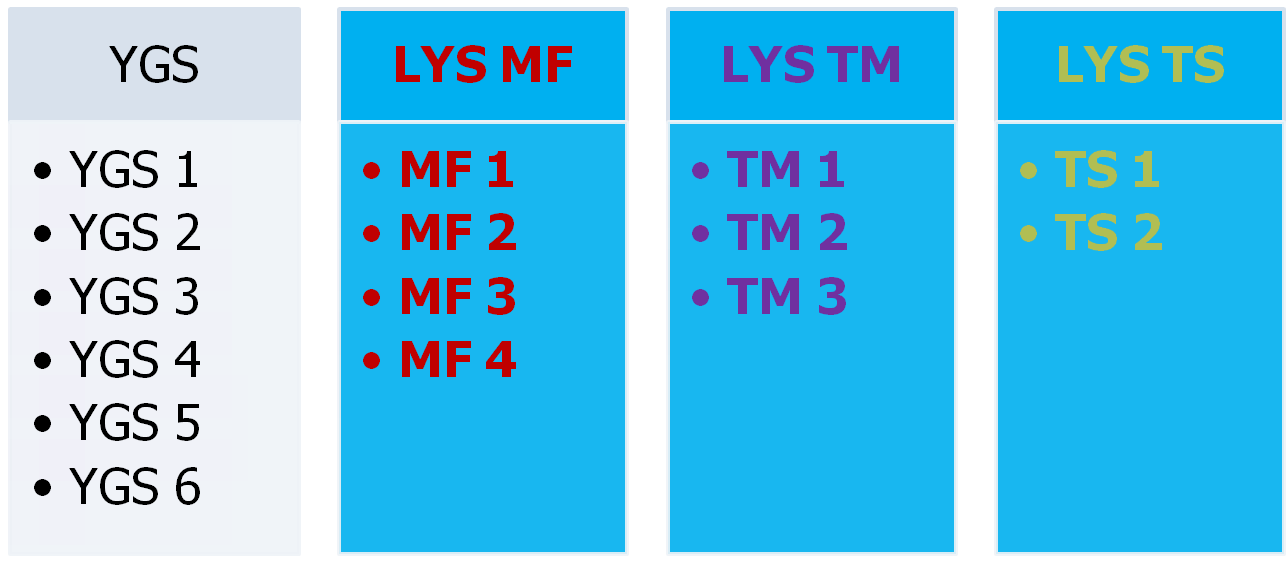 YGS
• YGS 1
• YGS 2
• YGS 3
• YGS 4
• YGS 5
• YGS 6
LYS MF
• MF 1
• MF 2
• MF 3
• MF 4
LYS TM
• TM 1
• TM 2
• TM 3
LYS TS
• TS 1
• TS 2